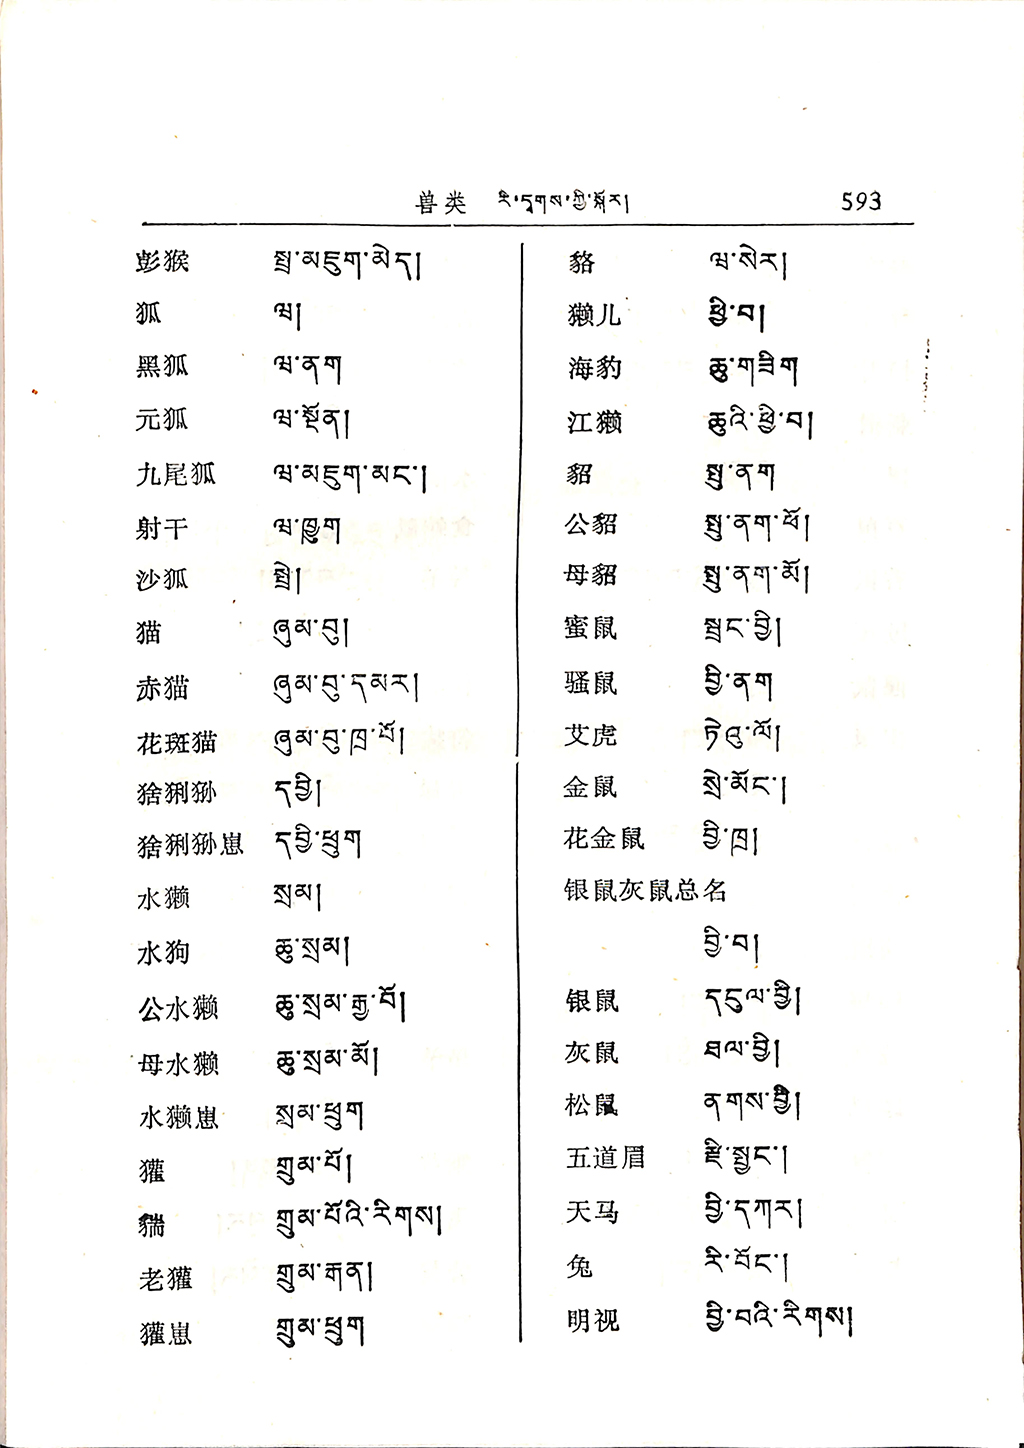 兽类 རི་དྭགས་ཀྱི་སྐོར།
593
彭猴 སྤྲ་མཇུག་མེད།
狐 ཝ།
黑狐 ཝ་ནག
元狐 ཝ་སྔོན།
九尾狐 ཝ་མཇུག་མང་།
射干 ཝ་ཁྱུག
沙狐 སྤྲེ།
猫 ཞུམ་བུ།
赤猫 ཞུམ་བུ་དམར།
花斑猫 ཞུམ་བུ་ཁྲ་པོ།
猞猁狲 དབྱི།
猞猁狲崽 དབྱི་ཕྲུག
水獭 སྲམ།
水狗 ཆུ་སྲམ།
公水獭 ཆུ་སྲམ་རྒྱ་བོ།
母水獭 ཆུ་སྲམ་མོ།
水獭崽 སྲམ་ཕྲུག
獾 གྲུམ་པོ།
貒 གྲུམ་པོའི་རིགས།
老獾 གྲུམ་རྒན།
獾崽 གྲུམ་ཕྲུག
貉 ཝ་སེར།
獭儿 ཕྱི་བ།
海豹 ཆུ་གཟིག
江獭 ཆུའི་ཕྱི་བ།
貂 སྤུ་ནག
公貂 སྤུ་ནག་ཕོ།
母貂 སྤུ་ནག་མོ།
蜜鼠 སྦྲང་བྱི།
骚鼠 བྱི་ནག
艾虎 ཏེའུ་ལོ།
金鼠 སྲེ་མོང་།
花金鼠 བྱི་ཁྲ།
银鼠灰鼠总名
བྱི་བ།
银鼠 དངུལ་བྱི།
灰鼠 ཐལ་བྱི།
松鼠 ནགས་བྱི།
五道眉 རྫི་སྤྱང་།
天马 བྱི་དཀར།
兔 རི་བོང་།
明视 བྱི་བའི་རིགས།